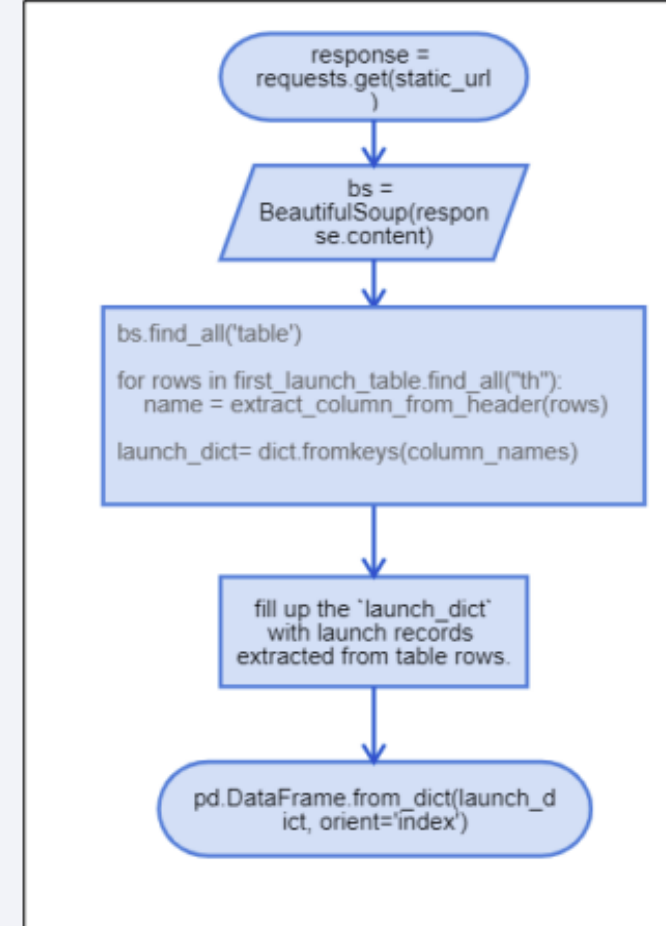 response =
requests.get(static_url
)
bs =
BeautifulSoup(respon
se.content)
bs.find_all('table')
for rows in first_launch_table.find_all("th"):
    name = extract_column_from_header(rows)
launch_dict= dict.fromkeys(column_names)
fill up the `launch_dict`
with launch records
extracted from table rows.
pd.DataFrame.from_dict(launch_d
ict, orient='index')